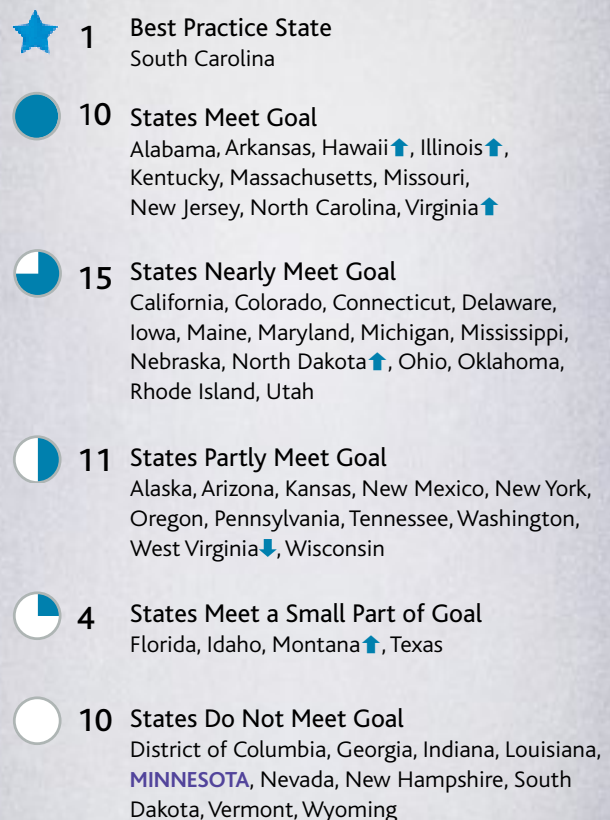 1 Best Practice State
South Carolina
10 States Meet Goal
Alabama, Arkansas, Hawaii⬆, Illinois⬆,
Kentucky, Massachusetts, Missouri,
New Jersey, North Carolina, Virginia⬆
15 States Nearly Meet Goal
California, Colorado, Connecticut, Delaware,
Iowa, Maine, Maryland, Michigan, Mississippi,
Nebraska, North Dakota⬆, Ohio, Oklahoma,
Rhode Island, Utah
11 States Partly Meet Goal
Alaska, Arizona, Kansas, New Mexico, New York,
Oregon, Pennsylvania, Tennessee, Washington,
West Virginia⬇, Wisconsin
4 States Meet a Small Part of Goal
Florida, Idaho, Montana⬆, Texas
10 States Do Not Meet Goal
District of Columbia, Georgia, Indiana, Louisiana,
MINNESOTA, Nevada, New Hampshire, South
Dakota, Vermont, Wyoming